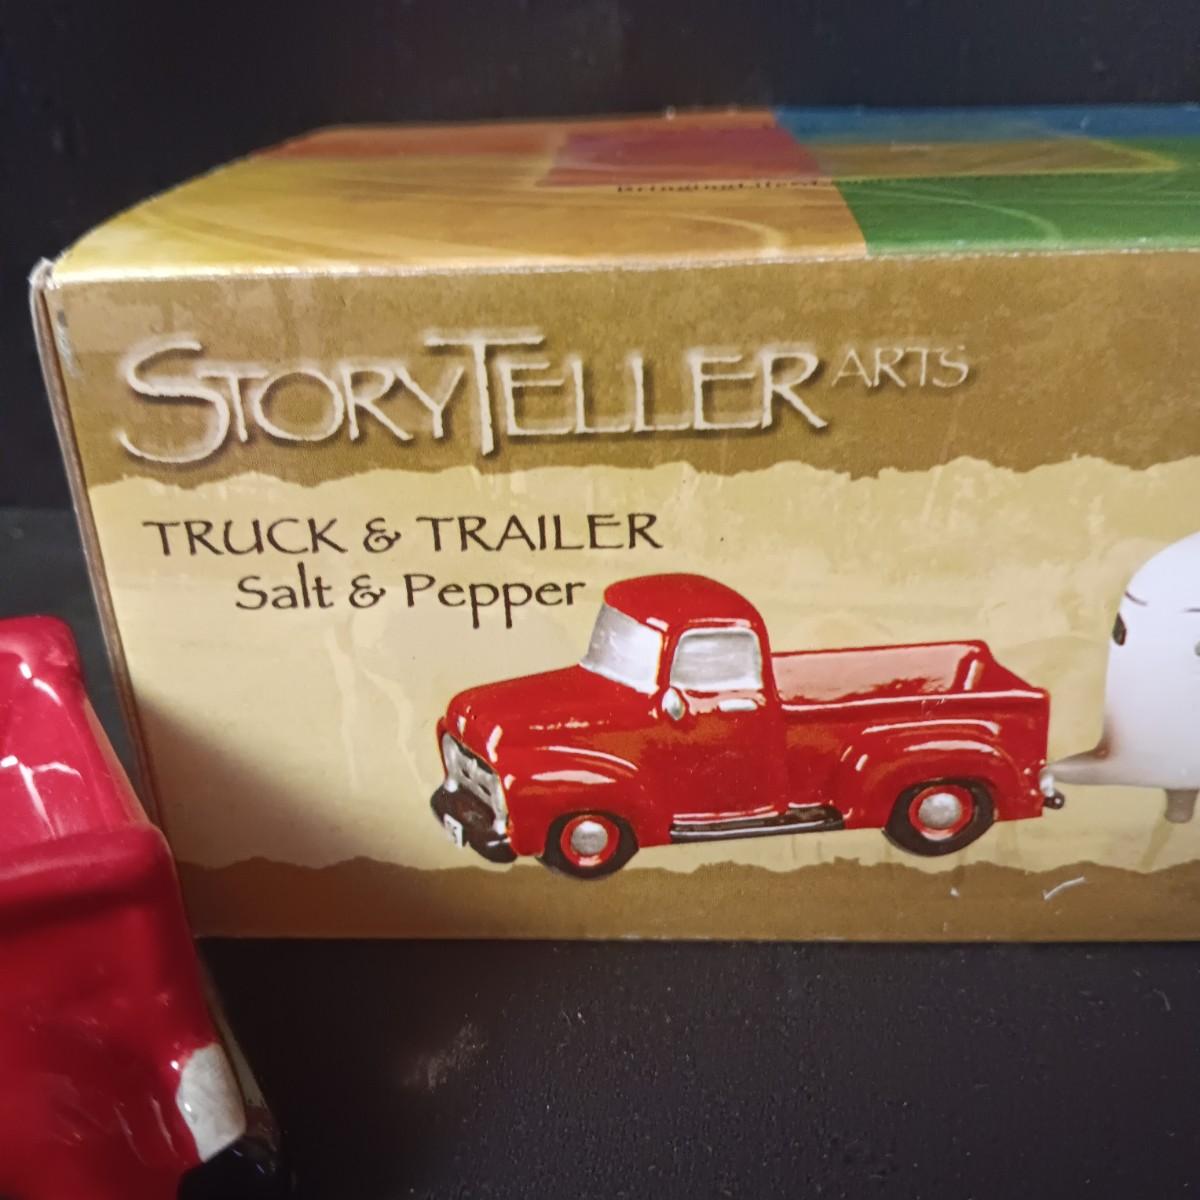 STORYTELLER ARTS
TRUCK & TRAILER
Salt & Pepper